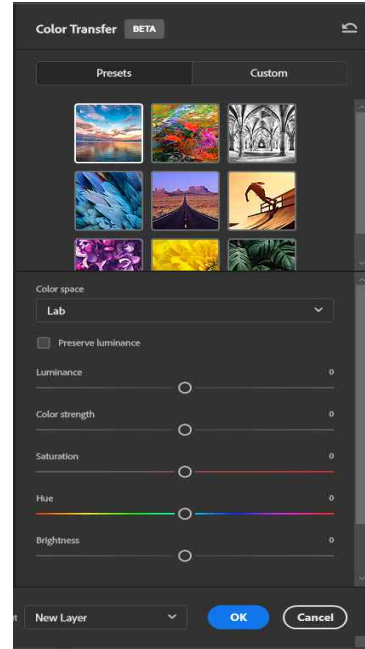 Color Transfer BETA
Presets Custom
Color space
Lab
Preserve luminance
Luminance 0
Color strength 0
Saturation 0
Hue 0
Brightness 0
New Layer OK Cancel